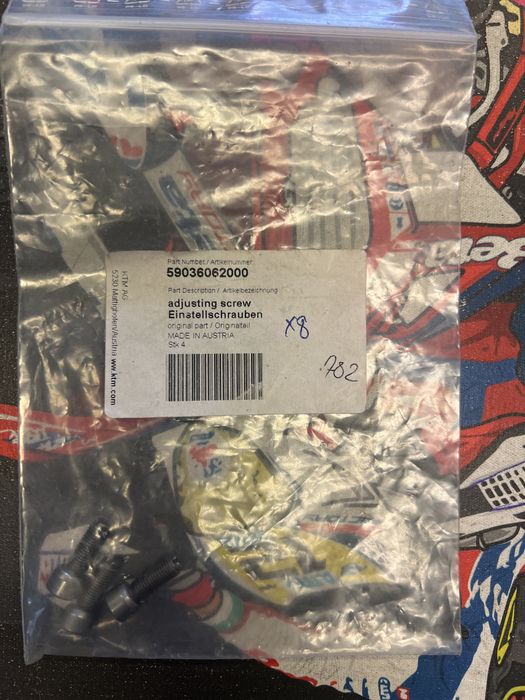 Part Number / Artikelnummer
59036062000
Part Description / Artikelbezeichnung
adjusting screw
Einstellschrauben
original part / Originalteil
MADE IN AUSTRIA
Stk 4
x8
782
KTM AG
5230 Mattighofen/Austria www.ktm.com
Beta